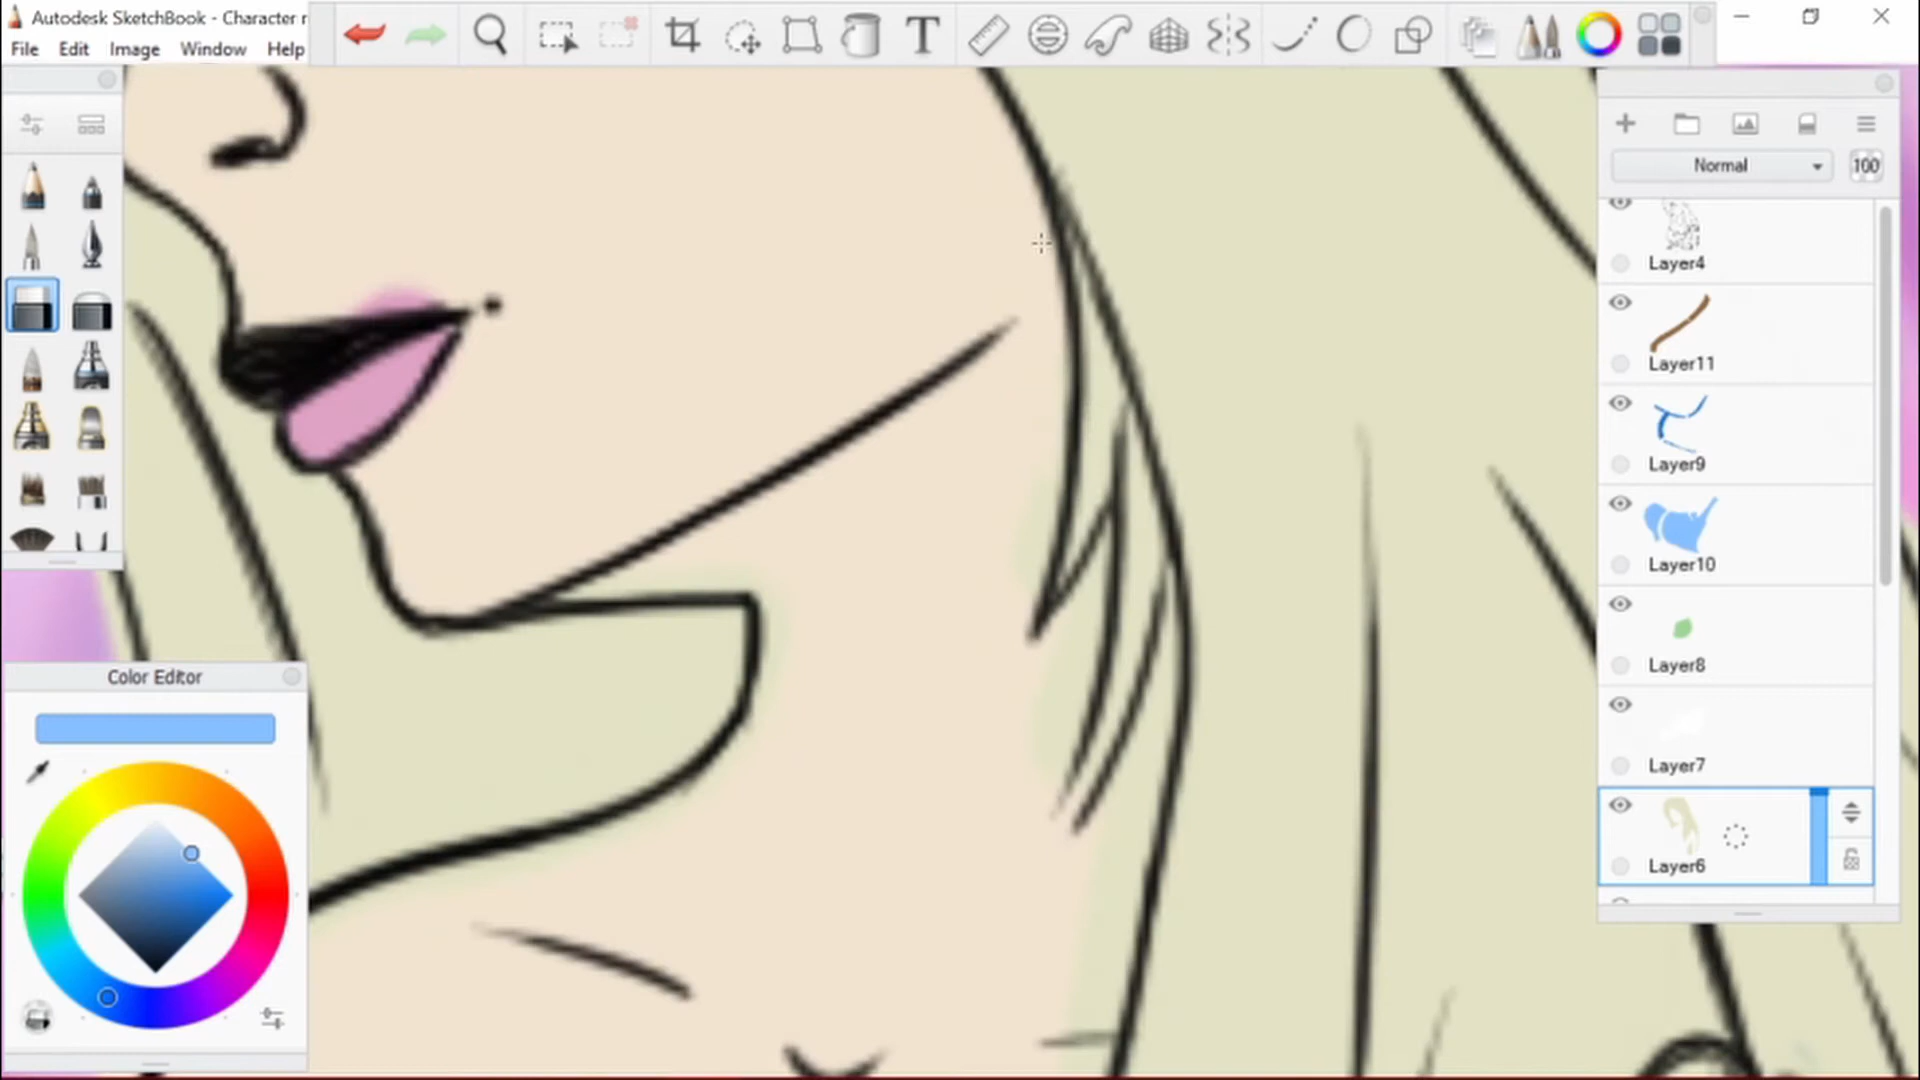 Autodesk SketchBook - Character r
File Edit Image Window Help
T
Normal 100
Layer4
Layer11
Layer9
Layer10
Layer8
Layer7
Layer6
Color Editor